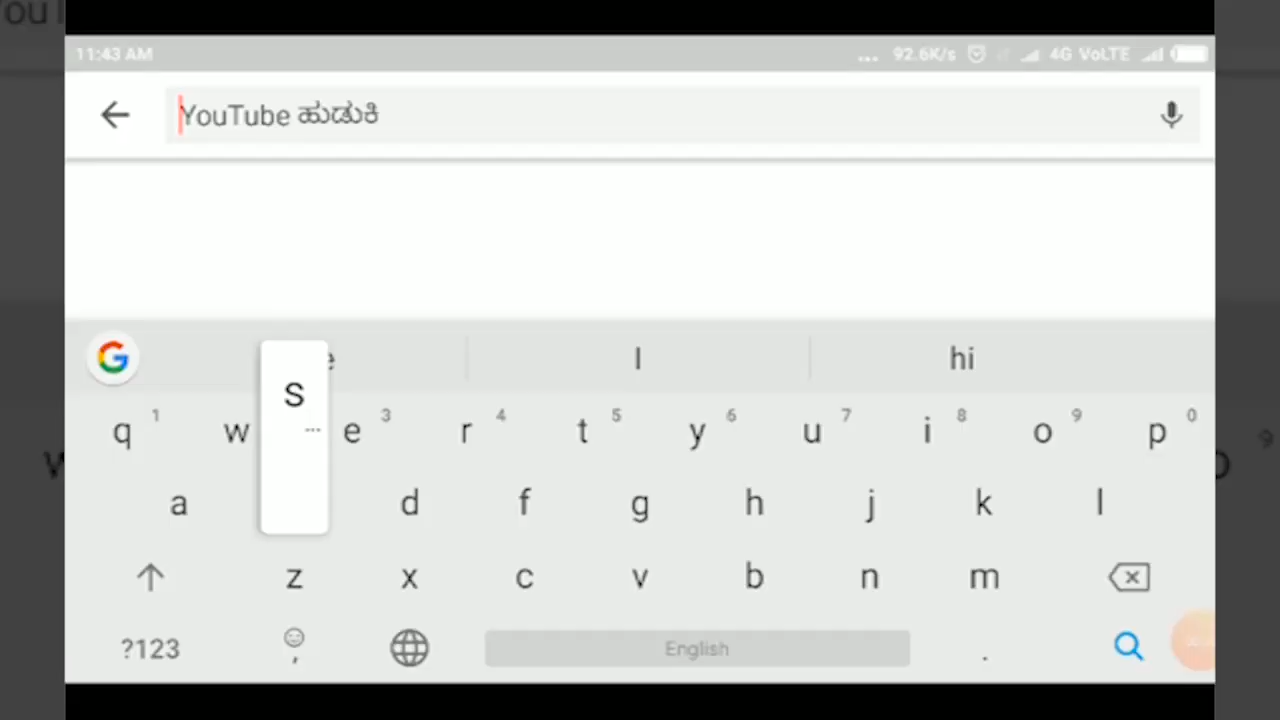 11:43 AM ... 92.6K/s 4G VoLTE
YouTube ಹುಡುಕಿ
I hi
S
q 1 w e 3 r 4 t 5 y 6 u 7 i 8 o 9 p 0
a d f g h j k l
z x c v b n m
?123 , English .